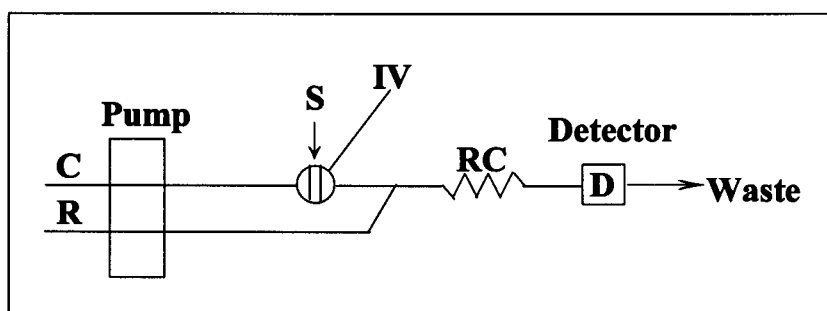 IV
S
Pump
Detector
C
RC
R
D
Waste